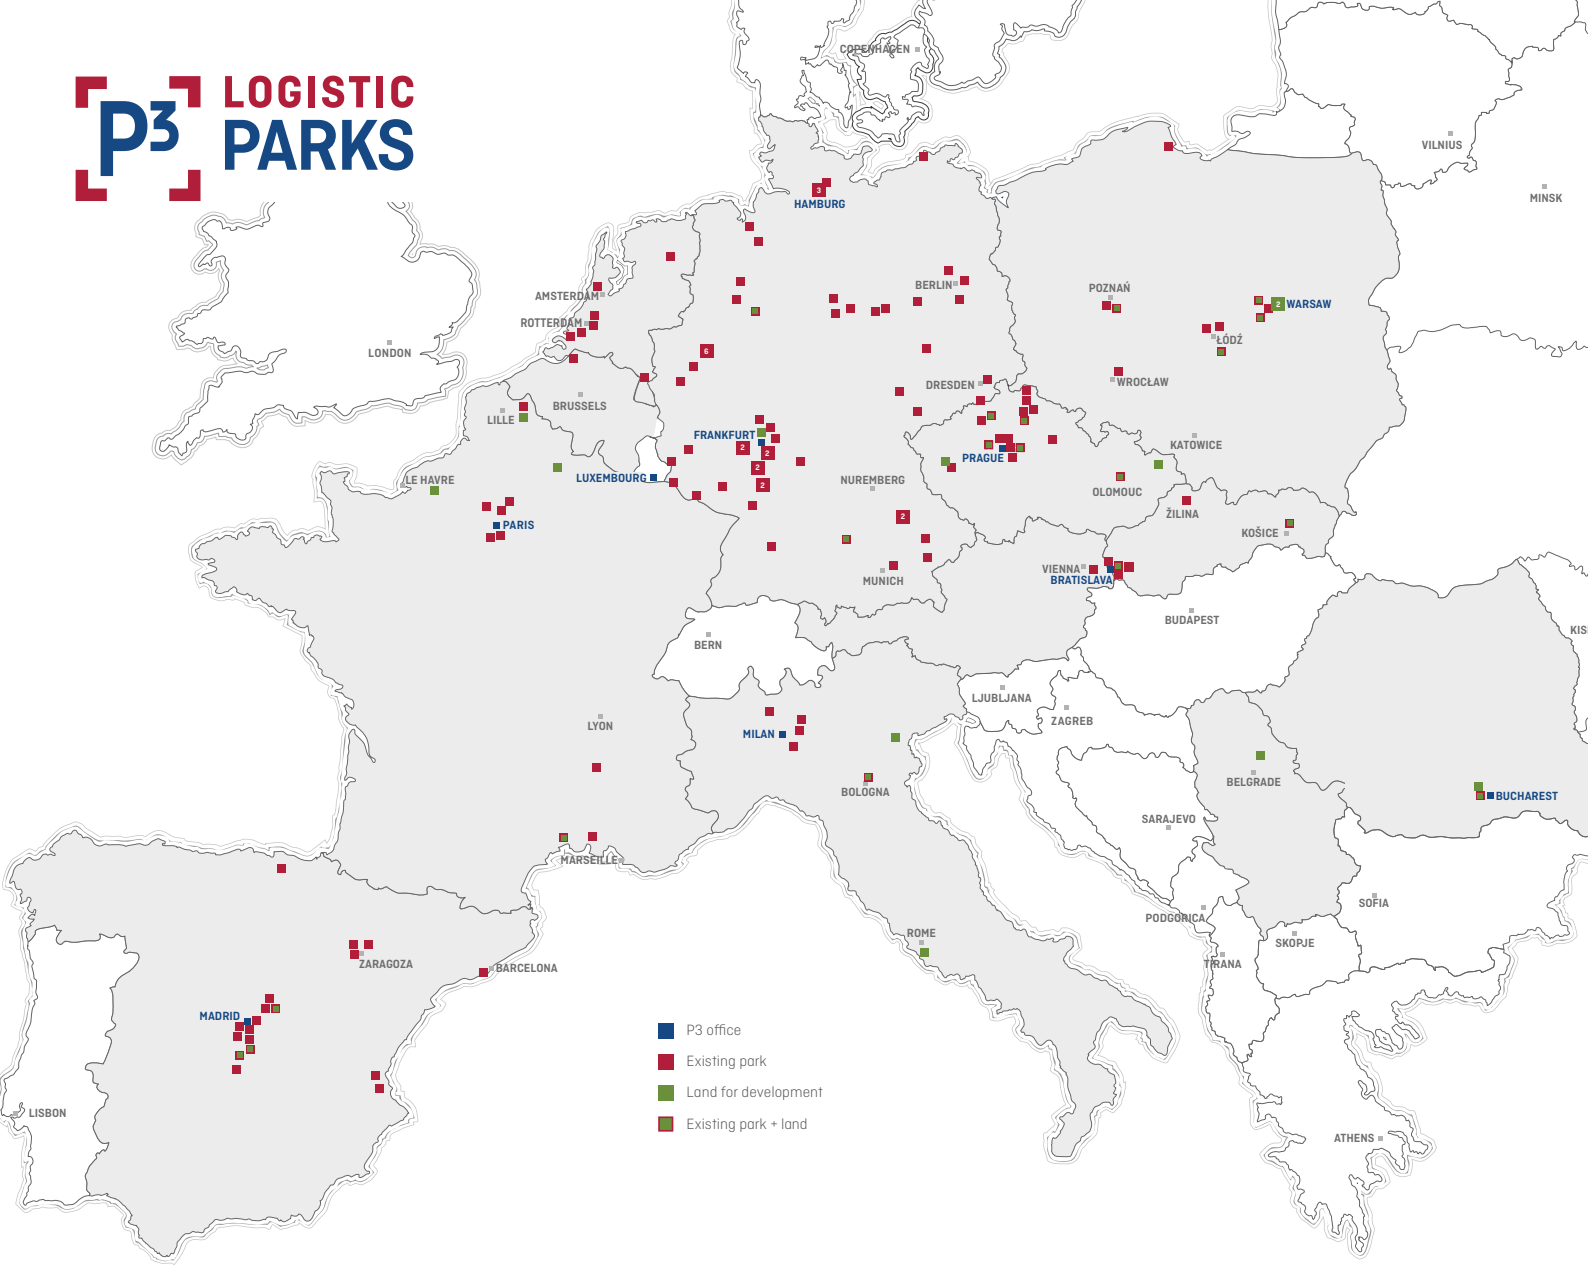 P3
LOGISTIC
PARKS
COPENHAGEN
VILNIUS
MINSK
3
HAMBURG
BERLIN
POZNAŃ
AMSTERDAM
2
WARSAW
ROTTERDAM
ŁÓDŹ
LONDON
6
DRESDEN
WROCŁAW
BRUSSELS
LILLE
FRANKFURT
KATOWICE
2
2
PRAGUE
2
LE HAVRE
LUXEMBOURG
2
NUREMBERG
OLOMOUC
2
ŽILINA
PARIS
KOŠICE
VIENNA
MUNICH
BRATISLAVA
BUDAPEST
KIS
BERN
LJUBLJANA
ZAGREB
LYON
MILAN
BELGRADE
BOLOGNA
BUCHAREST
SARAJEVO
MARSEILLE
SOFIA
PODGORICA
ROME
SKOPJE
ZARAGOZA
BARCELONA
TIRANA
MADRID
P3 office
Existing park
Land for development
LISBON
Existing park + land
ATHENS